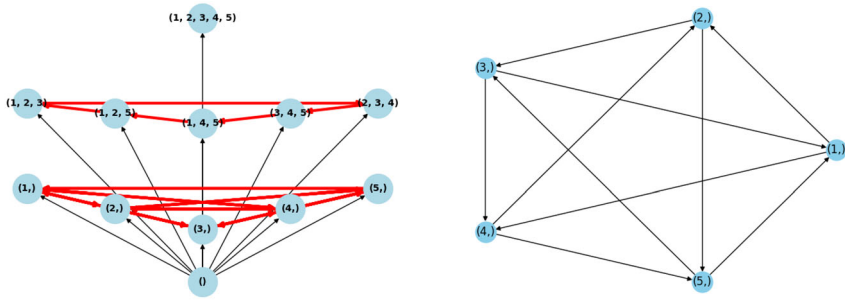 (1, 2, 3, 4, 5)
(1, 2, 3)
(1, 2, 5)
(1, 4, 5)
(3, 4, 5)
(2, 3, 4)
(1,)
(2,)
(3,)
(4,)
(5,)
()
(2,)
(3,)
(1,)
(4,)
(5,)